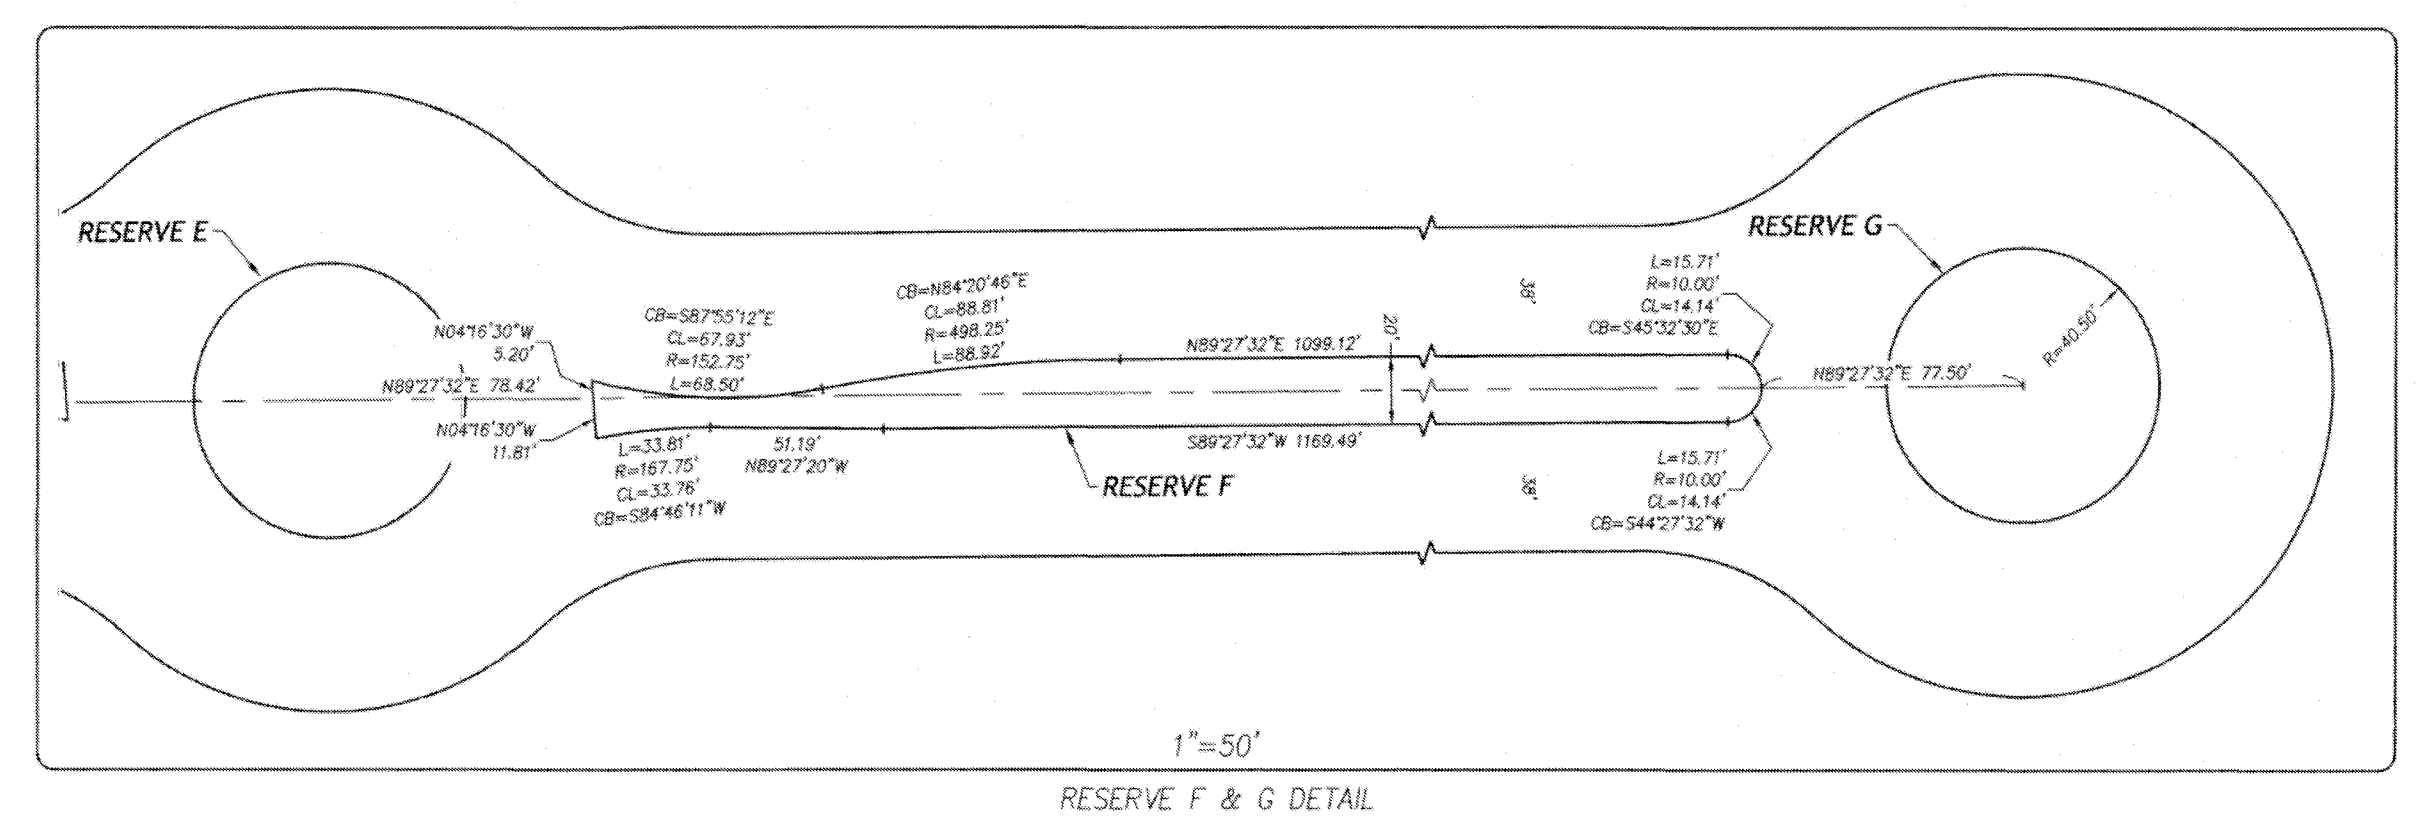 RESERVE E
RESERVE G
N04°16'30"W
5.20'
N89°27'32"E 78.42'
N04°16'30"W
11.81'
CB=S87°55'12"E
CL=67.93'
R=152.75'
L=68.50'
CB=N84°20'46"E
CL=88.81'
R=498.25'
L=88.92'
N89°27'32"E 1099.12'
20'
38'
L=15.71'
R=10.00'
CL=14.14'
CB=S45°32'30"E
N89°27'32"E 77.50'
R=40.50'
L=33.81'
R=167.75'
CL=33.76'
CB=S84°46'11"W
51.19'
N89°27'20"W
RESERVE F
S89°27'32"W 1169.49'
38'
L=15.71'
R=10.00'
CL=14.14'
CB=S44°27'32"W
1"=50'
RESERVE F & G DETAIL